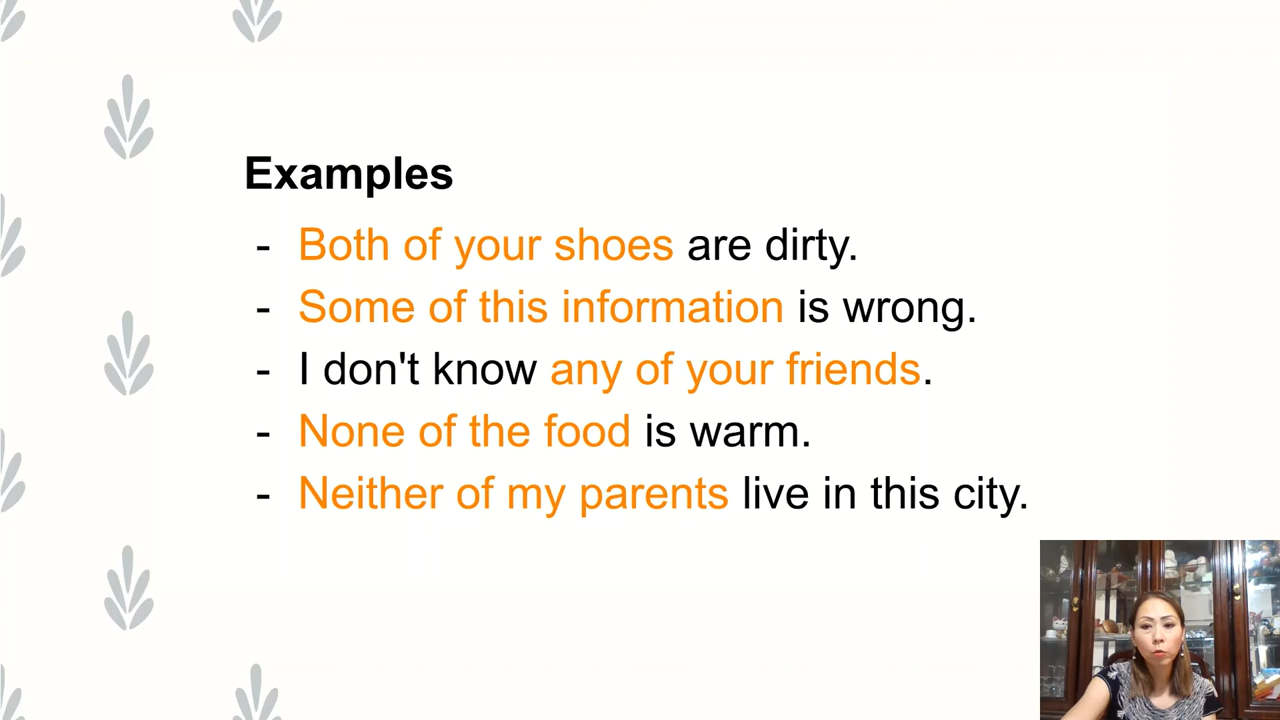 Examples
- Both of your shoes are dirty.
- Some of this information is wrong.
- I don't know any of your friends.
- None of the food is warm.
- Neither of my parents live in this city.